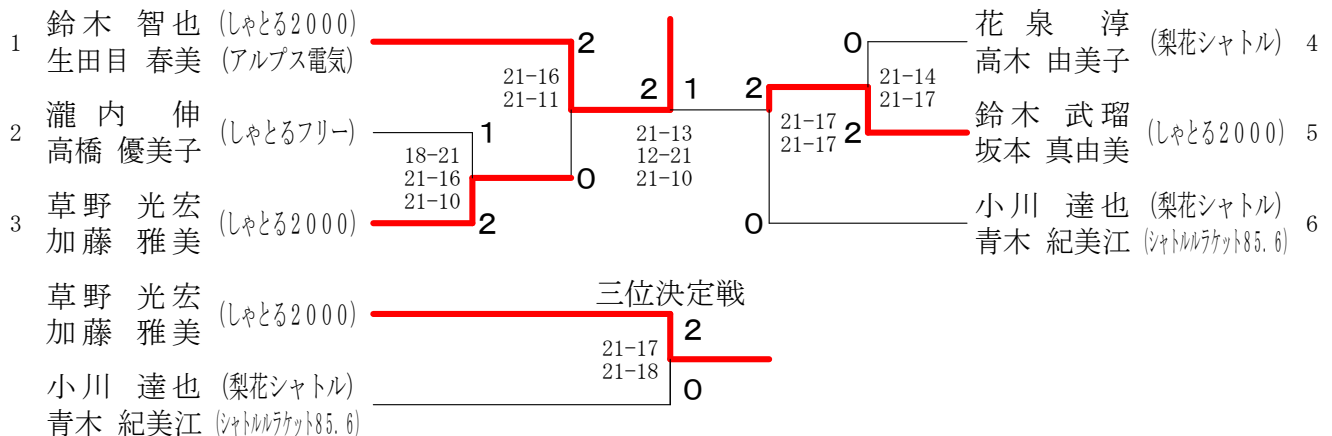 1 鈴木 智也 (しゃとる2000)
生田目 春美 (アルプス電気)
2
21-16
21-11
2 瀧内 伸 (しゃとるフリー)
高橋 優美子
1
18-21
21-16
21-10
0
3 草野 光宏 (しゃとる2000)
加藤 雅美
2
2 1
21-13
12-21
21-10
花泉 淳 (梨花シャトル) 4
高木 由美子
0
21-14
21-17
2
鈴木 武瑠 (しゃとる2000) 5
坂本 真由美
2
21-17
21-17
小川 達也 (梨花シャトル) 6
青木 紀美江 (シャトルルラケット85.6)
0
三位決定戦
草野 光宏 (しゃとる2000)
加藤 雅美
2
21-17
21-18
小川 達也 (梨花シャトル)
青木 紀美江 (シャトルルラケット85.6)
0